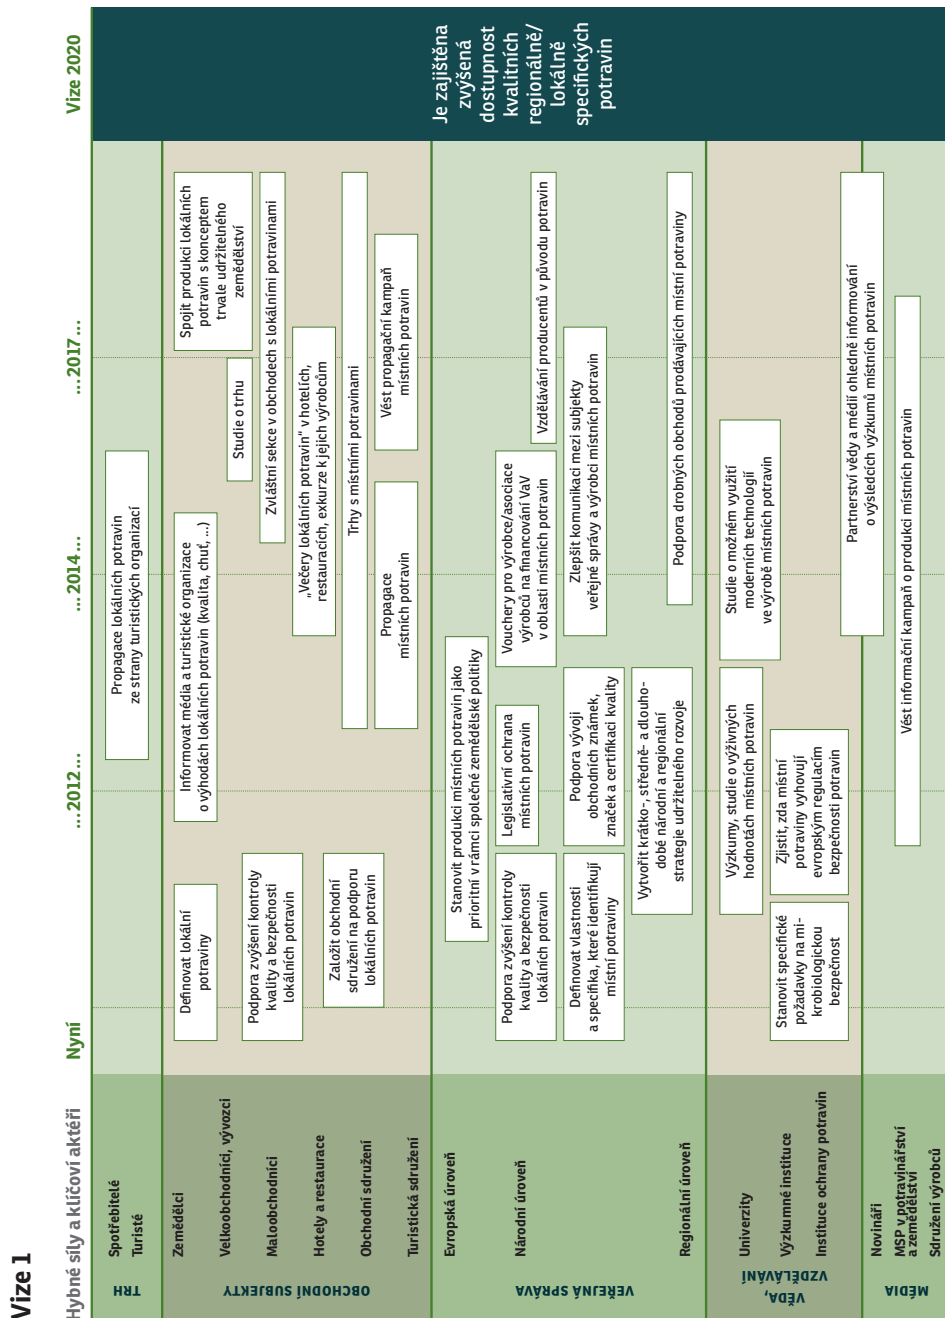 Vize 1
Hybné síly a klíčoví aktéři
Nyní
...2012...
...2014...
...2017...
Vize 2020
TRH
Spotřebitelé
Turisté
Propagace lokálních potravin
ze strany turistických organizací
OBCHODNÍ SUBJEKTY
Zemědělci
Velkoobchodníci, vývozci
Maloobchodníci
Hotely a restaurace
Obchodní sdružení
Turistická sdružení
Definovat lokální
potraviny
Informovat média a turistické organizace
o výhodách lokálních potravin (kvalita, chuť, ...)
Spojit produkci lokálních
potravin s konceptem
trvale udržitelného
zemědělství
Studie o trhu
Podpora zvýšení kontroly
kvality a bezpečnosti
lokálních potravin
Zvláštní sekce v obchodech s lokálními potravinami
„Večery lokálních potravin“ v hotelích,
restauracích, exkurze k jejich výrobcům
Založit obchodní
sdružení na podporu
lokálních potravin
Trhy s místními potravinami
Propagace
místních potravin
Vést propagační kampaň
místních potravin
VEŘEJNÁ SPRÁVA
Evropská úroveň
Národní úroveň
Regionální úroveň
Stanovit produkci místních potravin jako
prioritní v rámci společné zemědělské politiky
Podpora zvýšení kontroly
kvality a bezpečnosti
lokálních potravin
Legislativní ochrana
místních potravin
Vouchery pro výrobce/asociace
výrobců na financování VaV
v oblasti místních potravin
Vzdělávání producentů v původu potravin
Definovat vlastnosti
a specifika, které identifikují
místní potraviny
Podpora vývoji
obchodních známek,
značek a certifikaci kvality
Zlepšit komunikaci mezi subjekty
veřejné správy a výrobci místních potravin
Vytvořit krátko-, středně- a dlouho-
dobé národní a regionální
strategie udržitelného rozvoje
Podpora drobných obchodů prodávajících místní potraviny
VĚDA,
VZDĚLÁVÁNÍ
Univerzity
Výzkumné instituce
Instituce ochrany potravin
Výzkumy, studie o výživných
hodnotách místních potravin
Studie o možném využití
moderních technologií
ve výrobě místních potravin
Stanovit specifické
požadavky na mi-
krobiologickou
bezpečnost
Zjistit, zda místní
potraviny vyhovují
evropským regulacím
bezpečnosti potravin
Partnerství vědy a médií ohledně informování
o výsledcích výzkumů místních potravin
MÉDIA
Novináři
MSP v potravinářství
a zemědělství
Sdružení výrobců
Vést informační kampaň o produkci místních potravin
Je zajištěna
zvýšená
dostupnost
kvalitních
regionálně/
lokálně
specifických
potravin